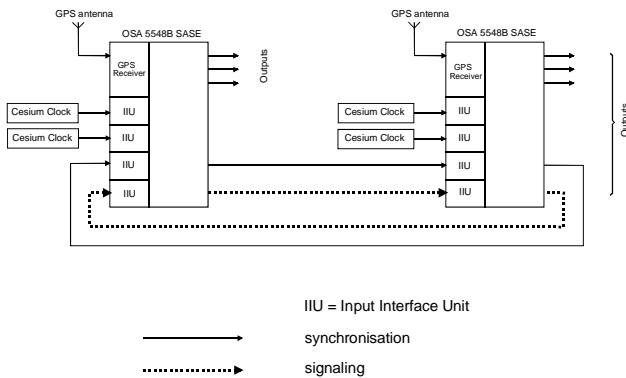 GPS antenna
OSA 5548B SASE
GPS
Receiver
Outputs
Cesium Clock
IIU
Cesium Clock
IIU
IIU
IIU
GPS antenna
OSA 5548B SASE
GPS
Receiver
Outputs
Cesium Clock
IIU
Cesium Clock
IIU
IIU
IIU
IIU = Input Interface Unit
synchronisation
signaling